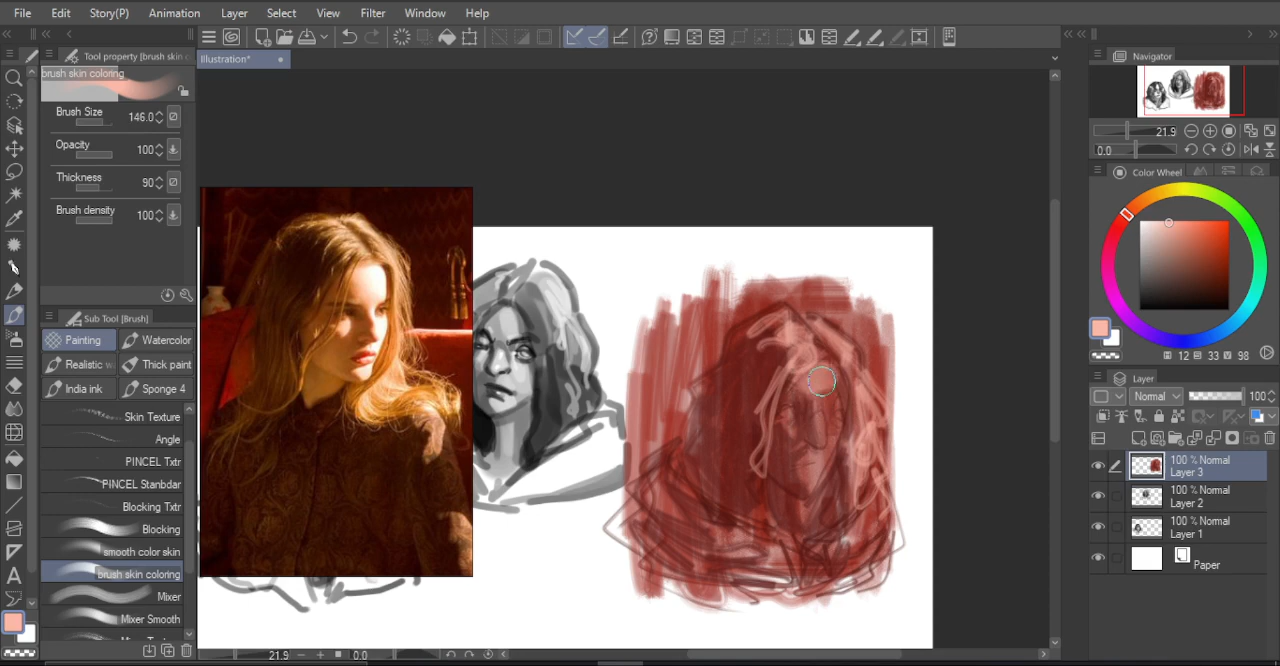 File Edit Story(P) Animation Layer Select View Filter Window Help
Tool property [brush skin co
Illustration*
Navigator
brush skin coloring
Brush Size 146.0
Opacity 100
Thickness 90
Brush density 100
21.9
0.0
Color Wheel
12 33 V 98
Sub Tool [Brush]
Painting Watercolor
Realistic w Thick paint
India ink Sponge 4
Skin Texture
Angle
PINCEL Txtr
PINCEL Stanbdar
Blocking Txtr
Blocking
smooth color skin
brush skin coloring
Mixer
Mixer Smooth
Layer
Normal 100
100 % Normal
Layer 3
100 % Normal
Layer 2
100 % Normal
Layer 1
Paper
21.9 0.0